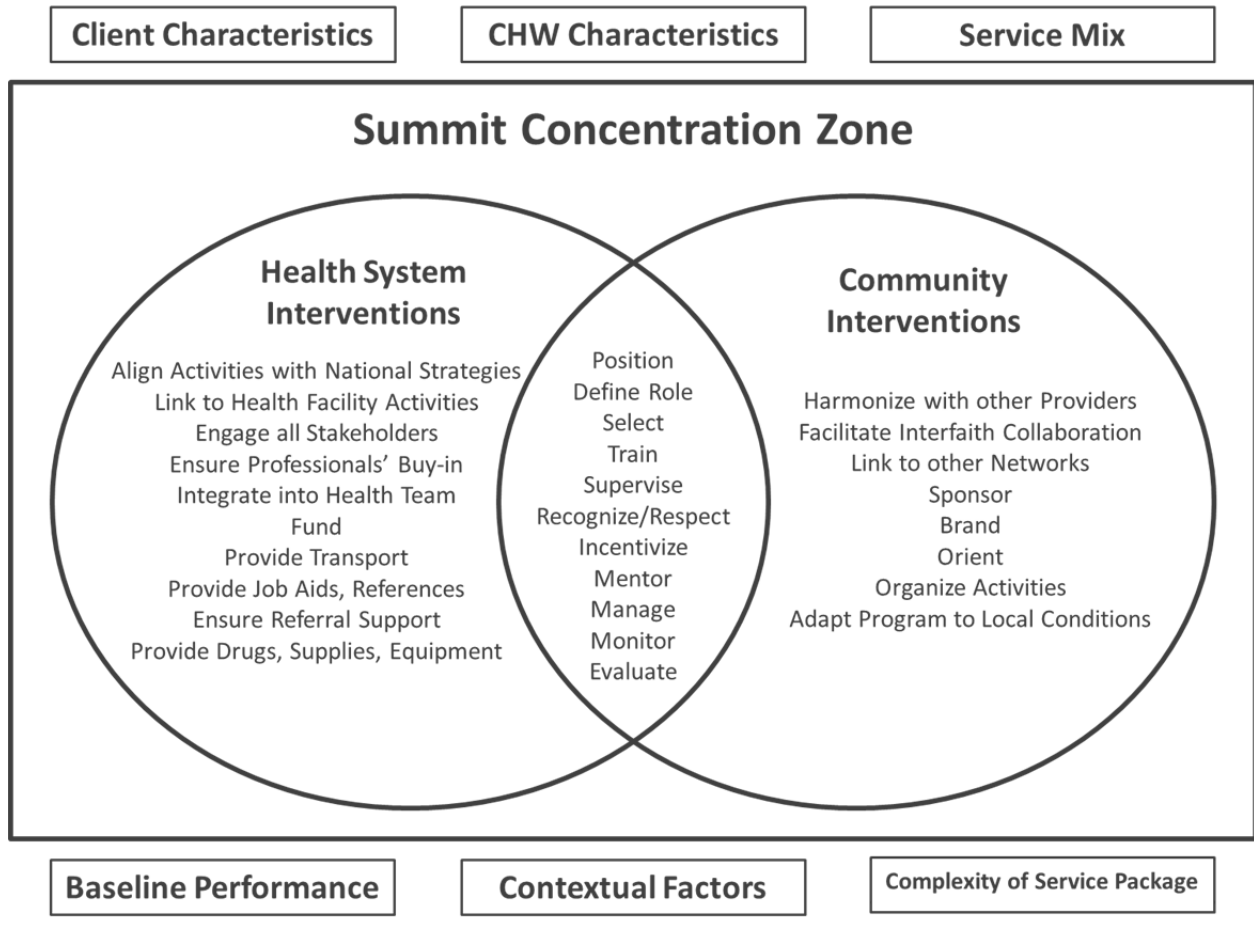 Client Characteristics
CHW Characteristics
Service Mix
Summit Concentration Zone
Health System
Interventions
Align Activities with National Strategies
Link to Health Facility Activities
Engage all Stakeholders
Ensure Professionals’ Buy-in
Integrate into Health Team
Fund
Provide Transport
Provide Job Aids, References
Ensure Referral Support
Provide Drugs, Supplies, Equipment
Position
Define Role
Select
Train
Supervise
Recognize/Respect
Incentivize
Mentor
Manage
Monitor
Evaluate
Community
Interventions
Harmonize with other Providers
Facilitate Interfaith Collaboration
Link to other Networks
Sponsor
Brand
Orient
Organize Activities
Adapt Program to Local Conditions
Baseline Performance
Contextual Factors
Complexity of Service Package